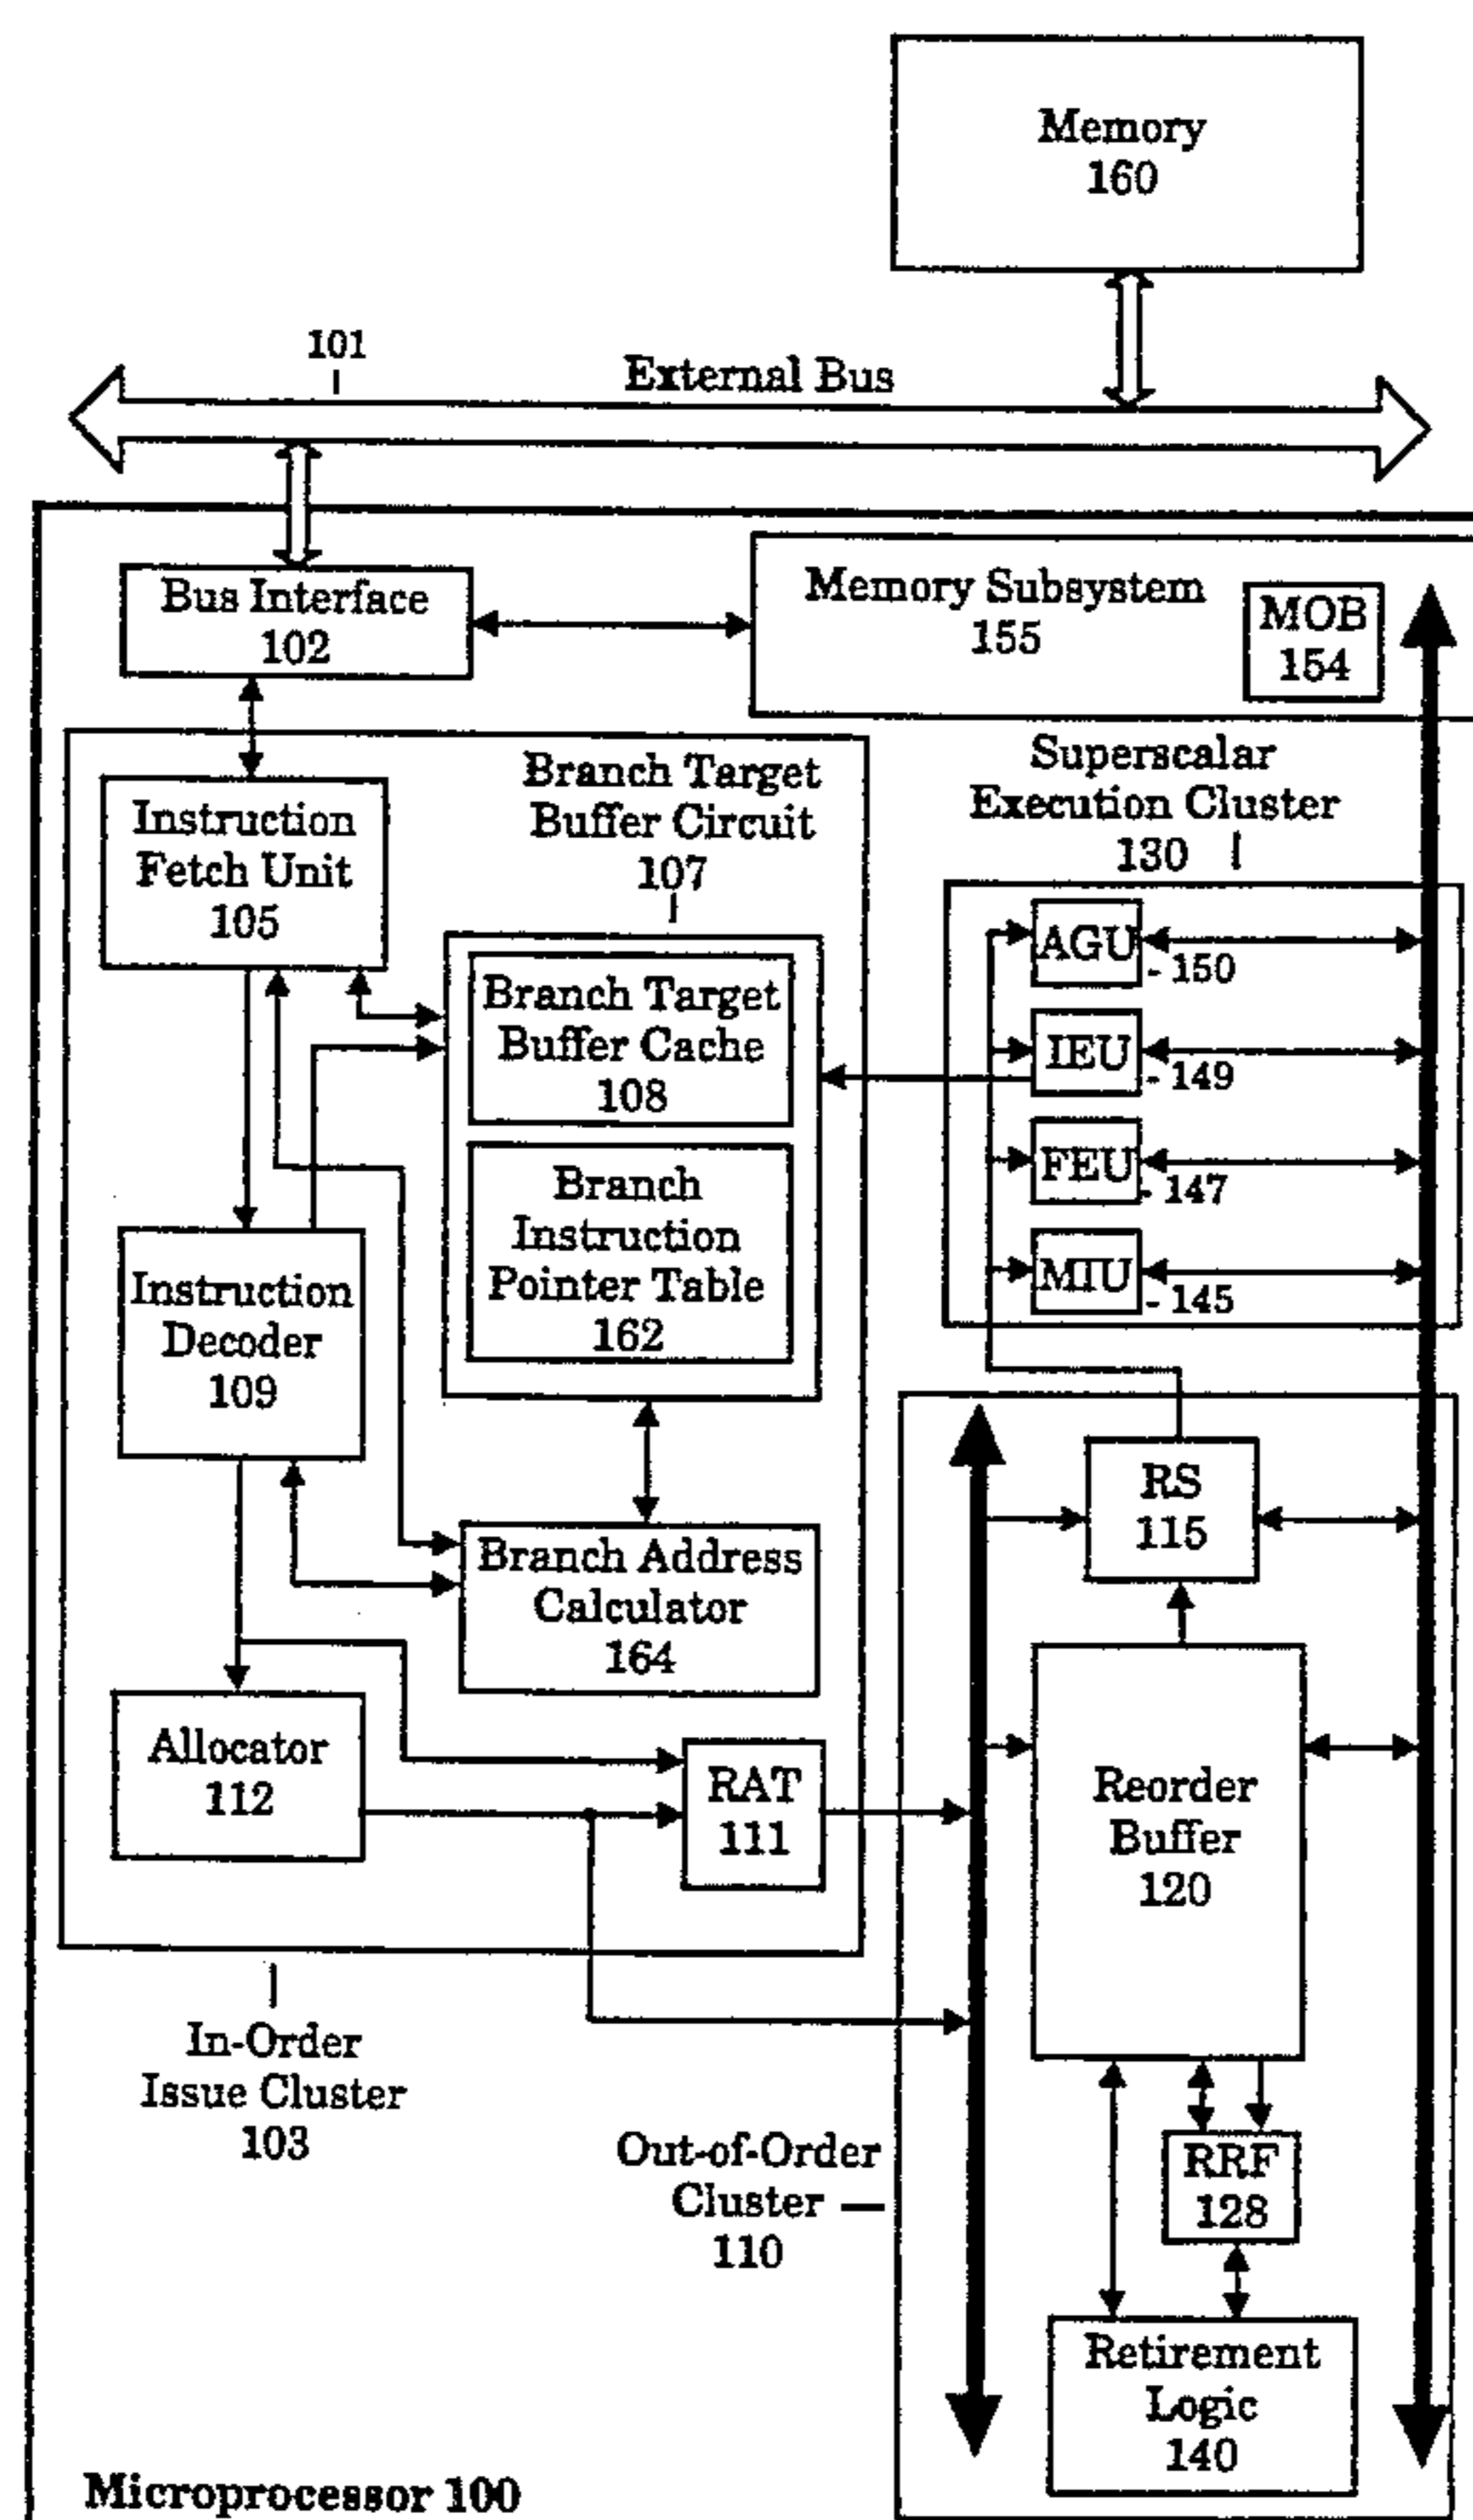 Memory
160
101
External Bus
Bus Interface
102
Memory Subsystem
155
MOB
154
Instruction
Fetch Unit
105
Branch Target
Buffer Circuit
107
Superscalar
Execution Cluster
130
Branch Target
Buffer Cache
108
Branch
Instruction
Pointer Table
162
AGU
- 150
IEU
- 149
FEU
- 147
MIU
- 145
Instruction
Decoder
109
Branch Address
Calculator
164
RS
115
Allocator
112
RAT
111
Reorder
Buffer
120
In-Order
Issue Cluster
103
Out-of-Order
Cluster
110
RRF
128
Retirement
Logic
140
Microprocessor 100